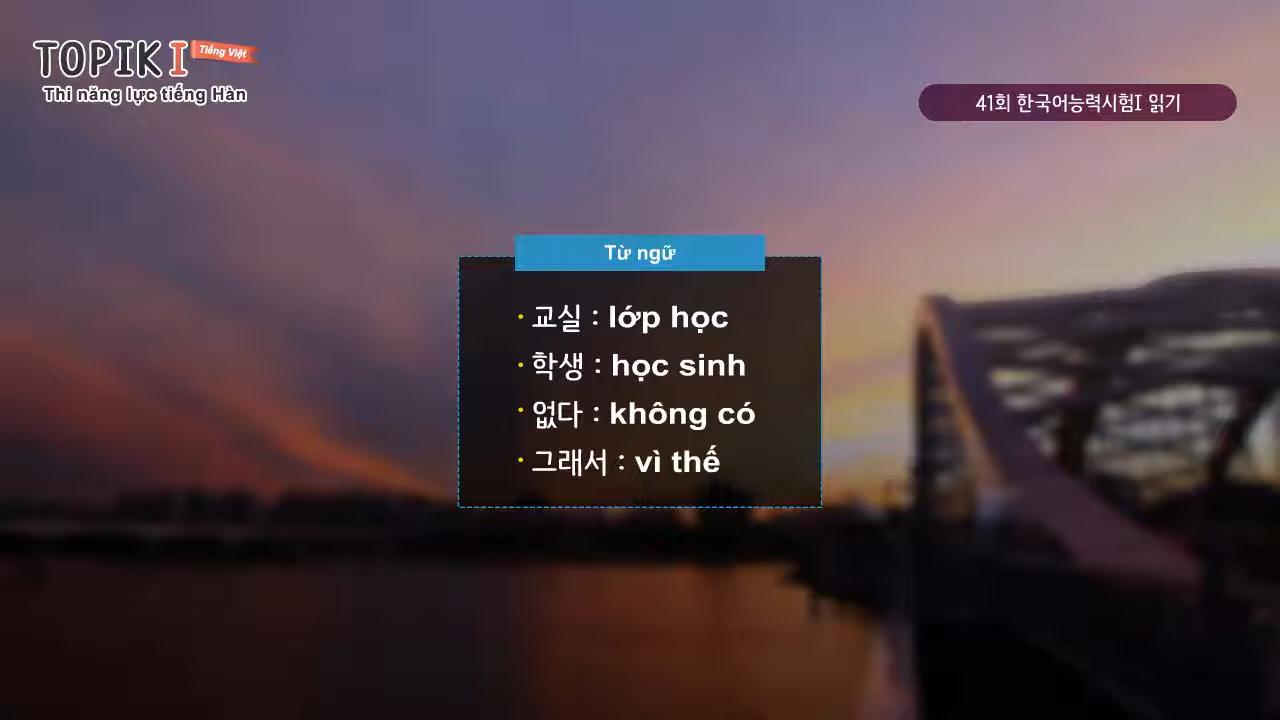 TOPIK I Tiếng Việt
Thi năng lực tiếng Hàn
41회 한국어능력시험I 읽기
Từ ngữ
· 교실 : lớp học
· 학생 : học sinh
· 없다 : không có
· 그래서 : vì thế